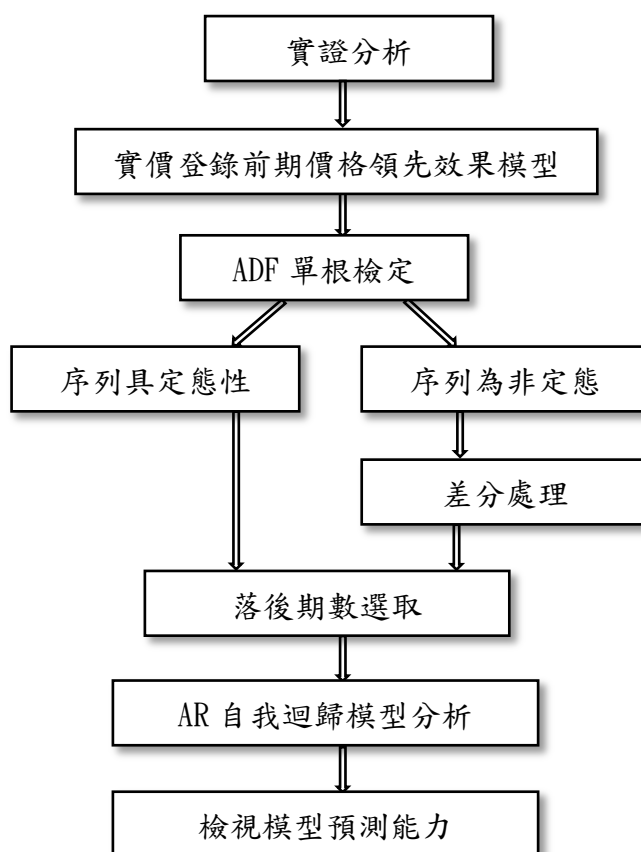 實證分析
實價登錄前期價格領先效果模型
ADF 單根檢定
序列具定態性
序列為非定態
差分處理
落後期數選取
AR 自我迴歸模型分析
檢視模型預測能力